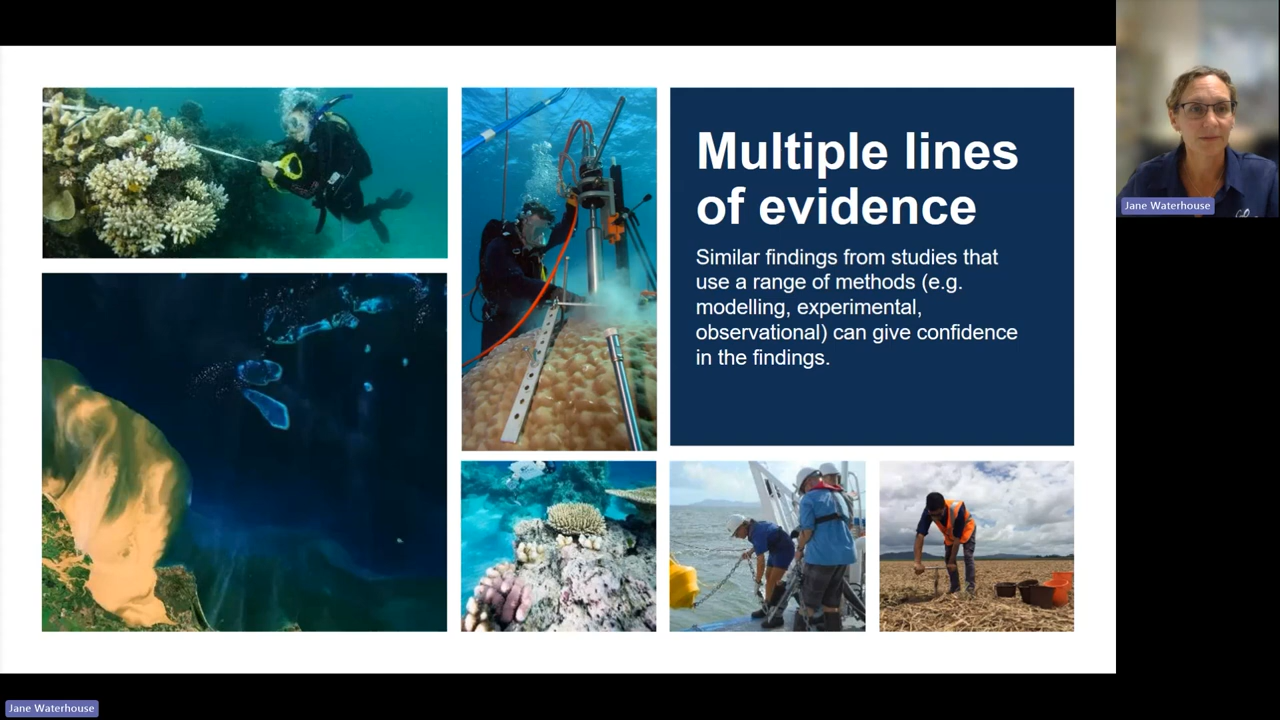 Multiple lines
of evidence
Similar findings from studies that
use a range of methods (e.g.
modelling, experimental,
observational) can give confidence
in the findings.
Jane Waterhouse
Jane Waterhouse